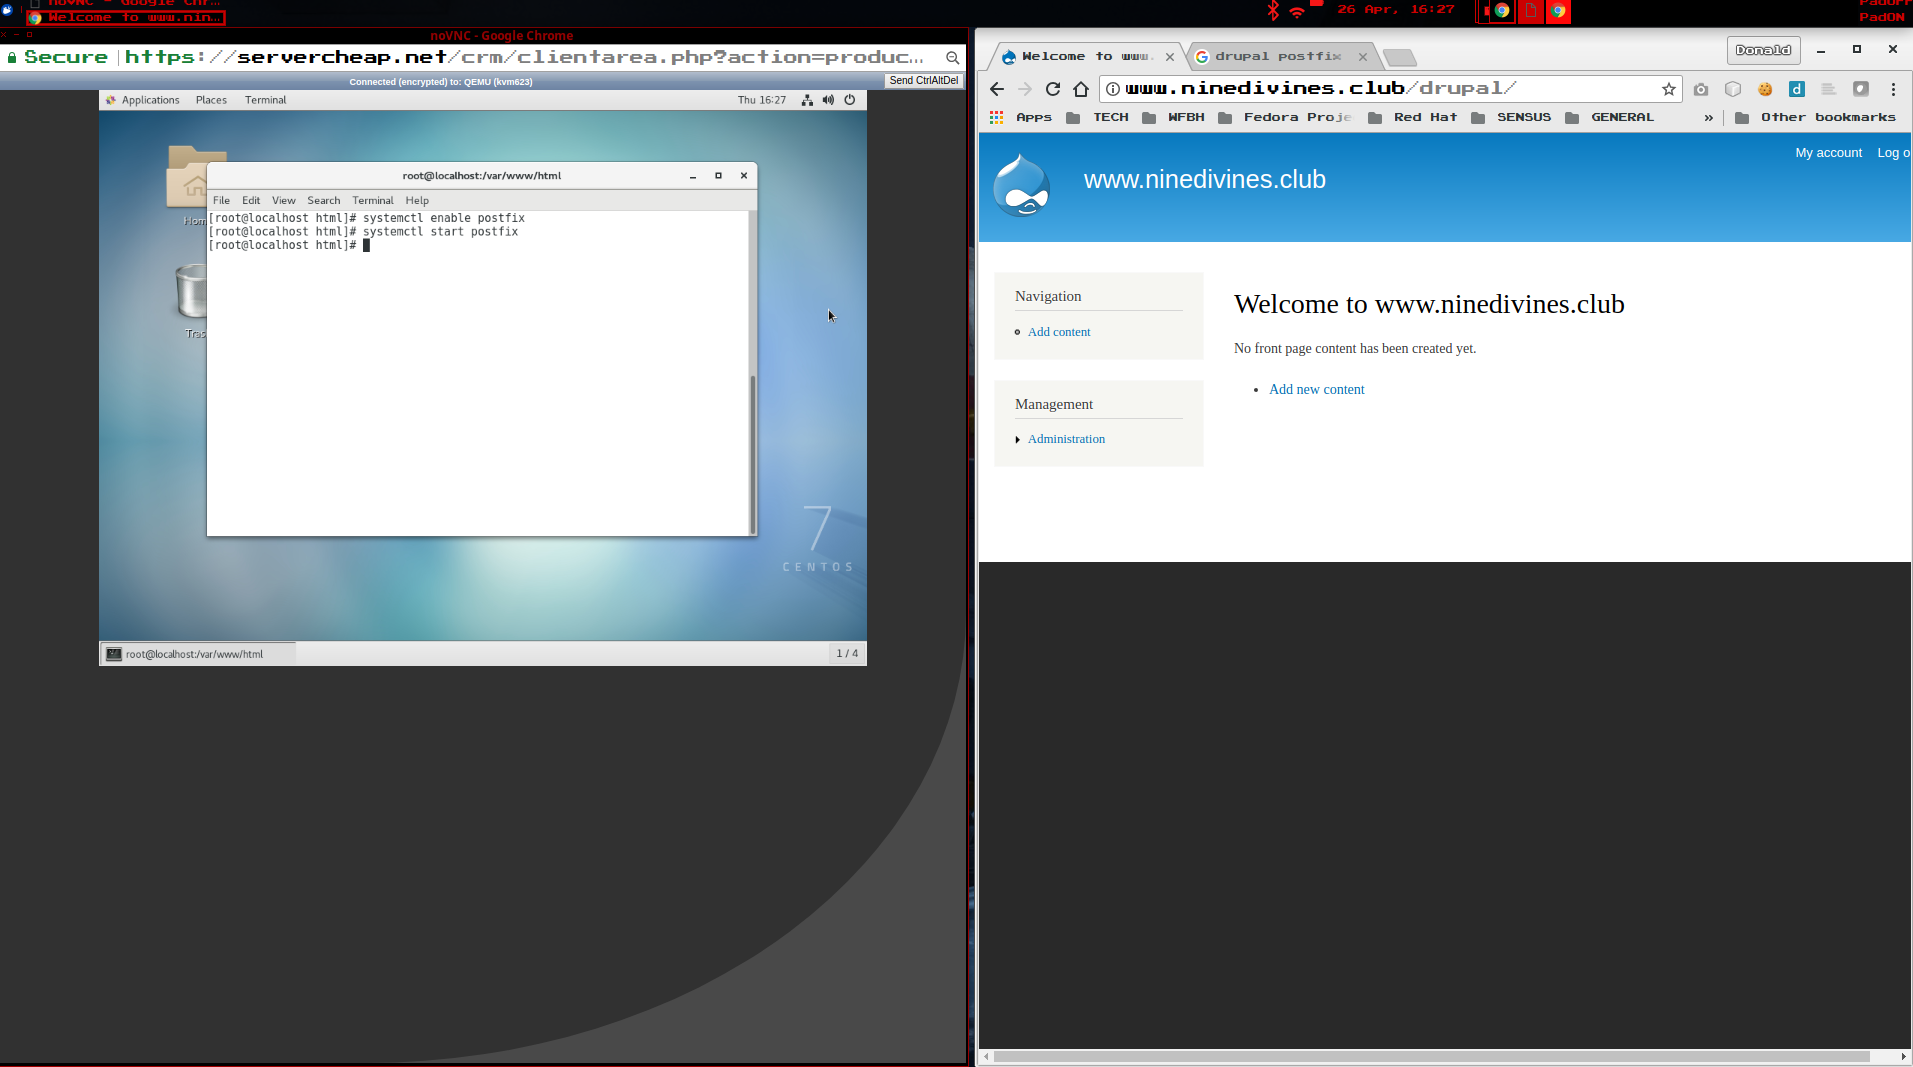 noVNC - Google Chr...
Welcome to www.nin...
26 Apr, 16:27
PadOFF
PadON
noVNC - Google Chrome
Secure | https://servercheap.net/crm/clientarea.php?action=produc...
Connected (encrypted) to: QEMU (kvm623)
Send CtrlAltDel
Applications Places Terminal
Thu 16:27
Home
Tras
root@localhost:/var/www/html
File Edit View Search Terminal Help
[root@localhost html]# systemctl enable postfix
[root@localhost html]# systemctl start postfix
[root@localhost html]#
7
CENTOS
root@localhost:/var/www/html
1 / 4
Welcome to www.
drupal postfix
Donald
www.ninedivines.club/drupal/
Apps TECH WFBH Fedora Proje Red Hat SENSUS GENERAL » Other bookmarks
My account Log o
www.ninedivines.club
Navigation
Add content
Management
Administration
Welcome to www.ninedivines.club
No front page content has been created yet.
Add new content